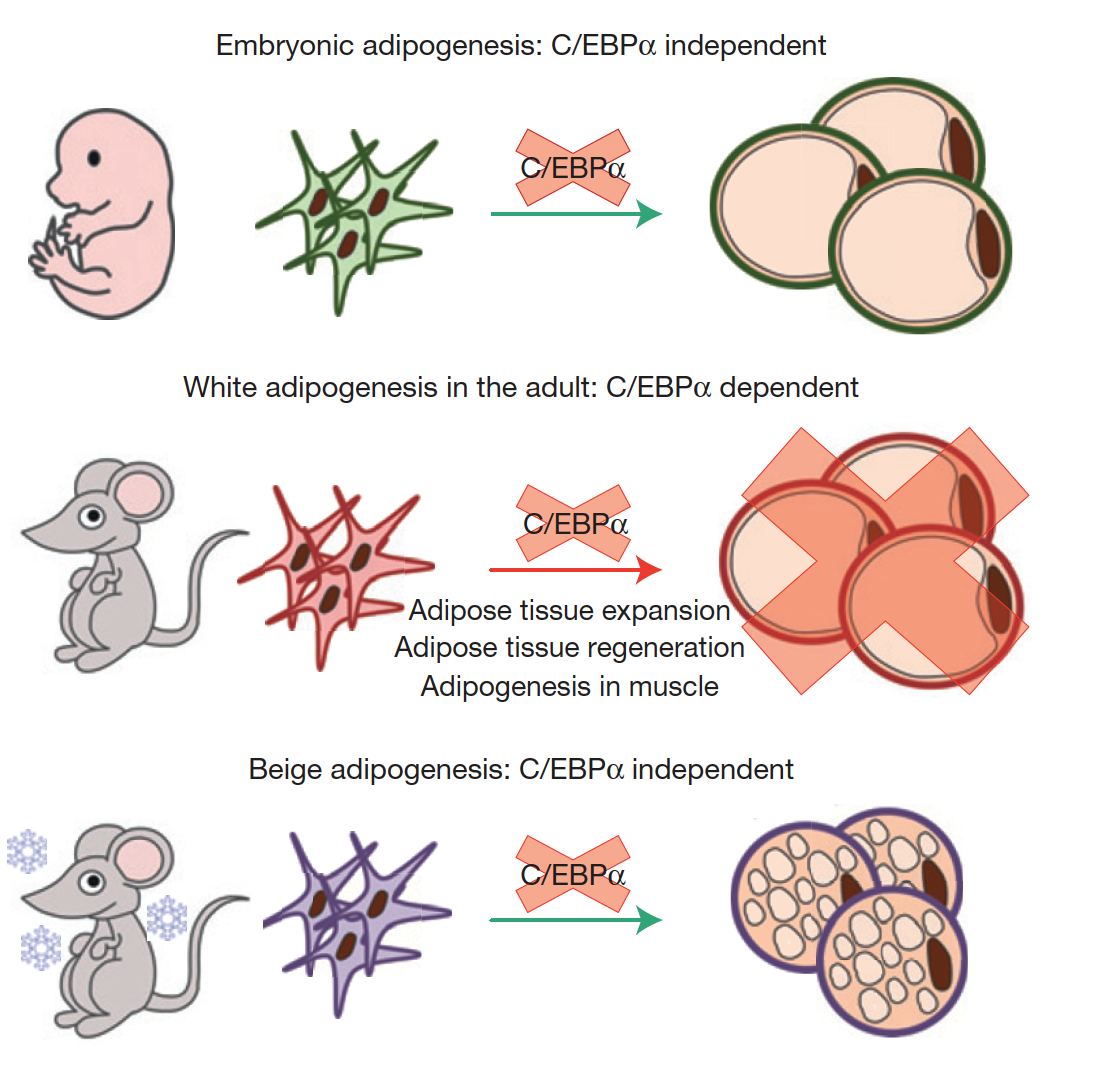 Embryonic adipogenesis: C/EBPα independent
C/EBPα
White adipogenesis in the adult: C/EBPα dependent
C/EBPα
Adipose tissue expansion
Adipose tissue regeneration
Adipogenesis in muscle
Beige adipogenesis: C/EBPα independent
C/EBPα